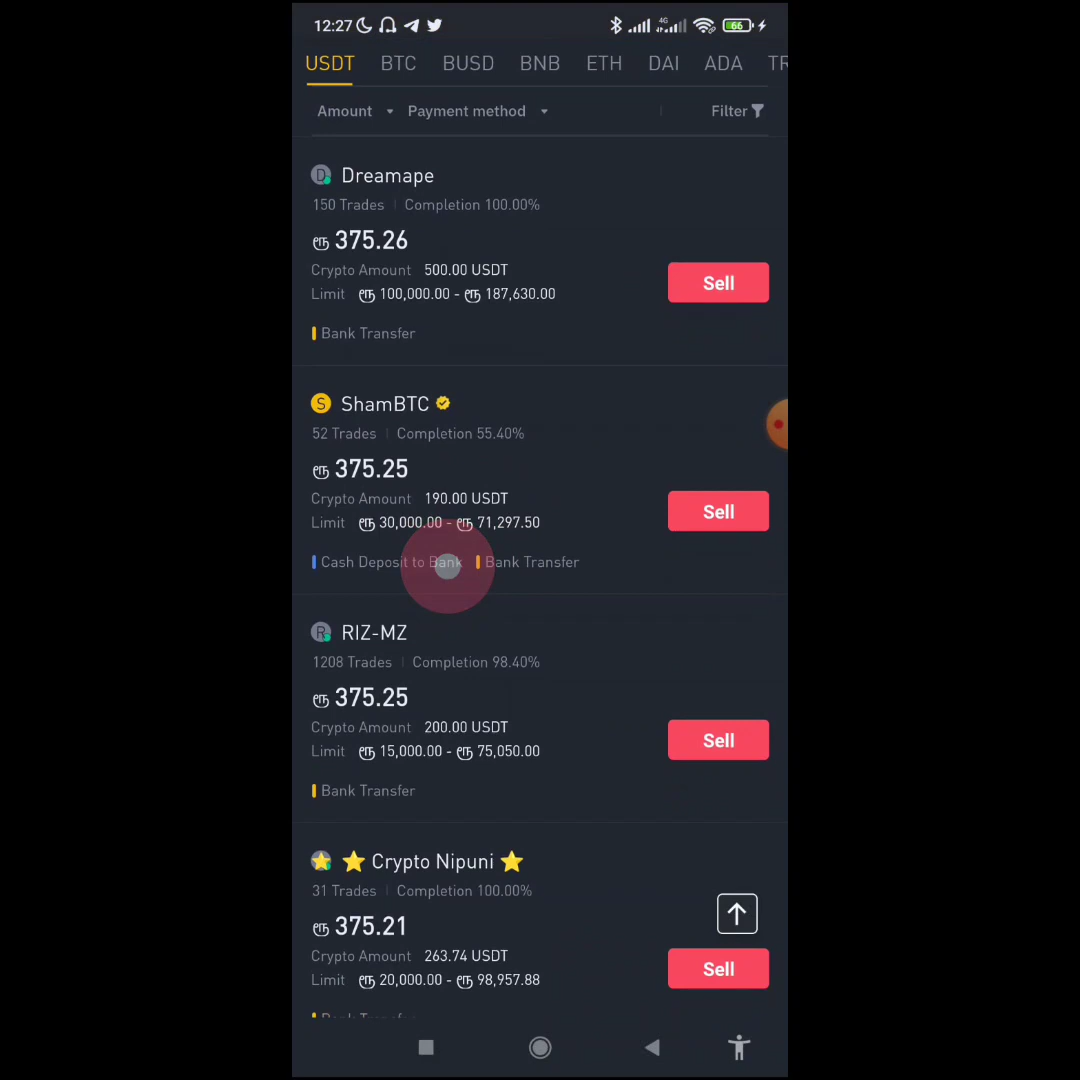 12:27 4G 66
USDT BTC BUSD BNB ETH DAI ADA TR
Amount Payment method Filter
D Dreamape
150 Trades | Completion 100.00%
රු 375.26
Crypto Amount 500.00 USDT
Sell
Limit රු 100,000.00 - රු 187,630.00
Bank Transfer
S ShamBTC
52 Trades | Completion 55.40%
රු 375.25
Crypto Amount 190.00 USDT
Sell
Limit රු 30,000.00 - රු 71,297.50
Cash Deposit to Bank Bank Transfer
R RIZ-MZ
1208 Trades | Completion 98.40%
රු 375.25
Crypto Amount 200.00 USDT
Sell
Limit රු 15,000.00 - රු 75,050.00
Bank Transfer
⭐ Crypto Nipuni ⭐
31 Trades | Completion 100.00%
රු 375.21
Crypto Amount 263.74 USDT
Sell
Limit රු 20,000.00 - රු 98,957.88